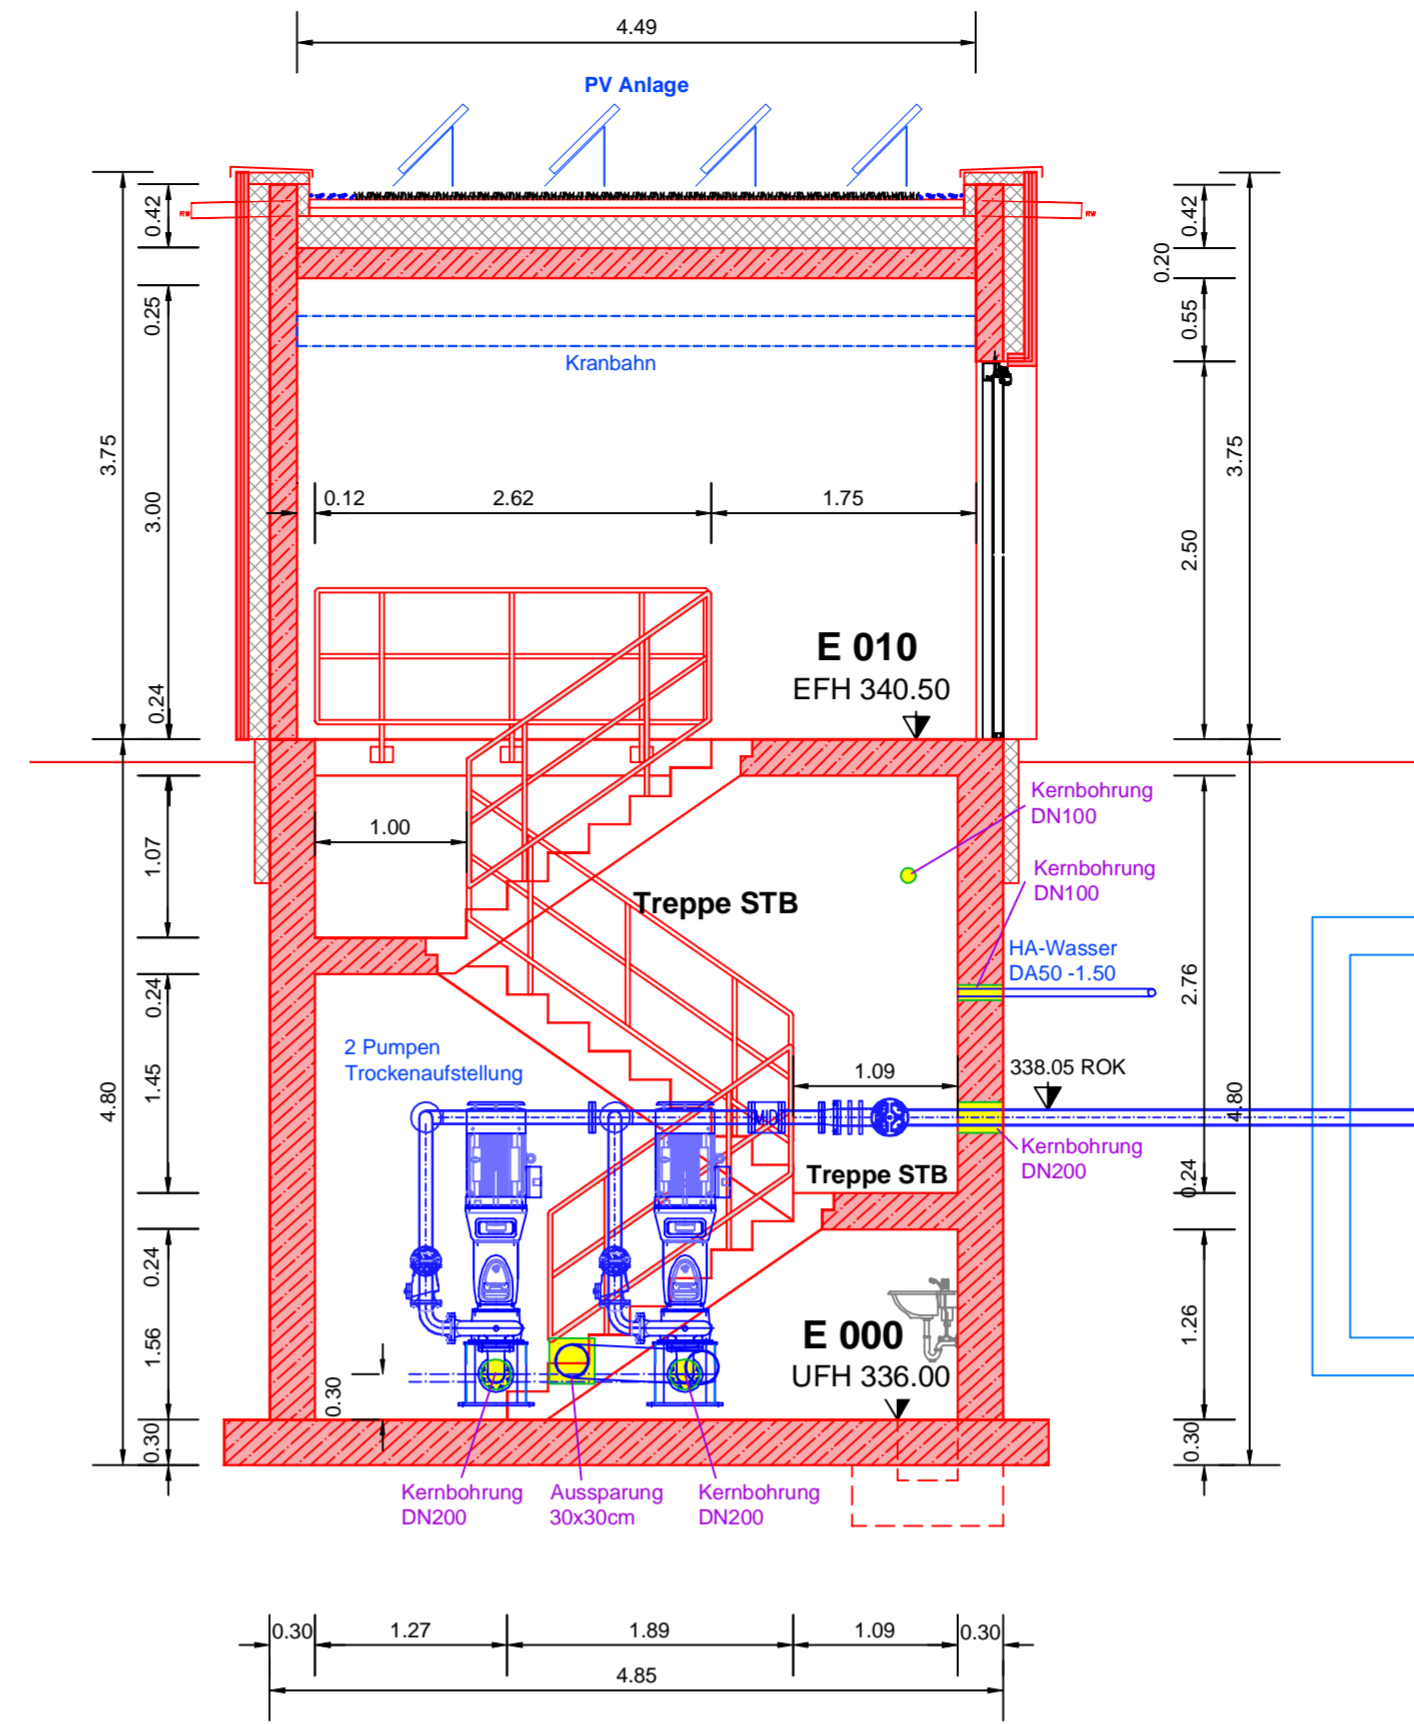 4.49
PV Anlage
0.42
RW
RW
0.42
0.20
0.25
0.55
Kranbahn
3.75
3.75
0.12
2.62
1.75
3.00
2.50
E 010
EFH 340.50
0.24
Kernbohrung
DN100
1.00
1.07
Kernbohrung
DN100
Treppe STB
HA-Wasser
DA50 -1.50
0.24
2.76
2 Pumpen
Trockenaufstellung
1.45
1.09
338.05 ROK
4.80
4.80
MID
Kernbohrung
DN200
Treppe STB
0.24
0.24
E 000
UFH 336.00
1.56
1.26
0.30
0.30
0.30
Kernbohrung
DN200
Aussparung
30x30cm
Kernbohrung
DN200
0.30
1.27
1.89
1.09
0.30
4.85